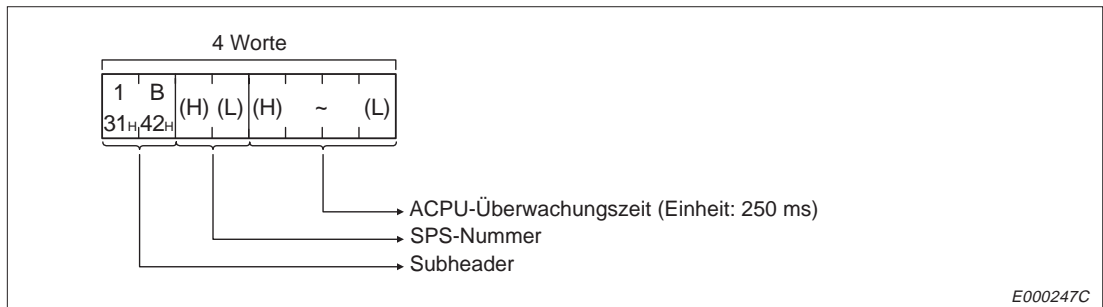 4 Worte
1 B (H) (L) (H) ~ (L)
31H 42H
ACPU-Überwachungszeit (Einheit: 250 ms)
SPS-Nummer
Subheader
E000247C